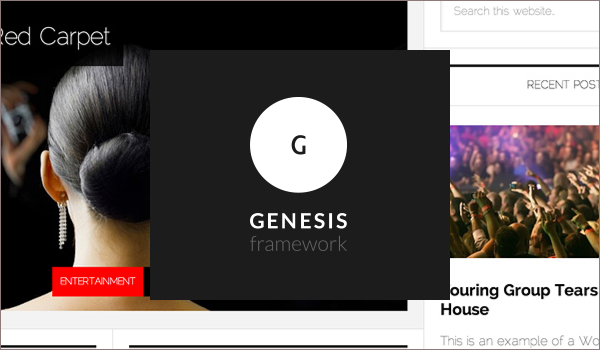 Red Carpet
Search this website..
RECENT POST
G
GENESIS
framework
ENTERTAINMENT
ouring Group Tears
House
This is an example of a Wo